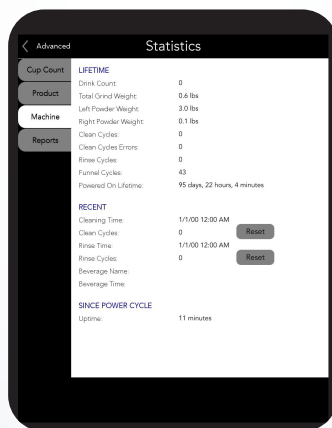 Advanced
Statistics
Cup Count
Product
Machine
Reports
LIFETIME
Drink Count: 0
Total Grind Weight: 0.6 lbs
Left Powder Weight: 3.0 lbs
Right Powder Weight: 0.1 lbs
Clean Cycles: 0
Clean Cycles Errors: 0
Rinse Cycles: 0
Funnel Cycles: 43
Powered On Lifetime: 95 days, 22 hours, 4 minutes
RECENT
Cleaning Time: 1/1/00 12:00 AM
Clean Cycles: 0 Reset
Rinse Time: 1/1/00 12:00 AM
Rinse Cycles: 0 Reset
Beverage Name:
Beverage Time:
SINCE POWER CYCLE
Uptime: 11 minutes